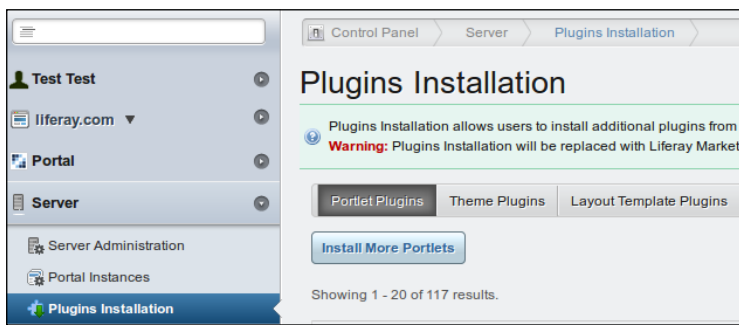 Test Test
liferay.com ▼
Portal
Server
Server Administration
Portal Instances
Plugins Installation
Control Panel Server Plugins Installation
Plugins Installation
Plugins Installation allows users to install additional plugins from
Warning: Plugins Installation will be replaced with Liferay Market
Portlet Plugins Theme Plugins Layout Template Plugins
Install More Portlets
Showing 1 - 20 of 117 results.